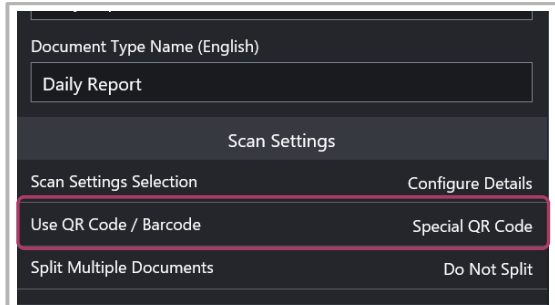 Document Type Name (English)
Daily Report
Scan Settings
Scan Settings Selection Configure Details
Use QR Code / Barcode Special QR Code
Split Multiple Documents Do Not Split